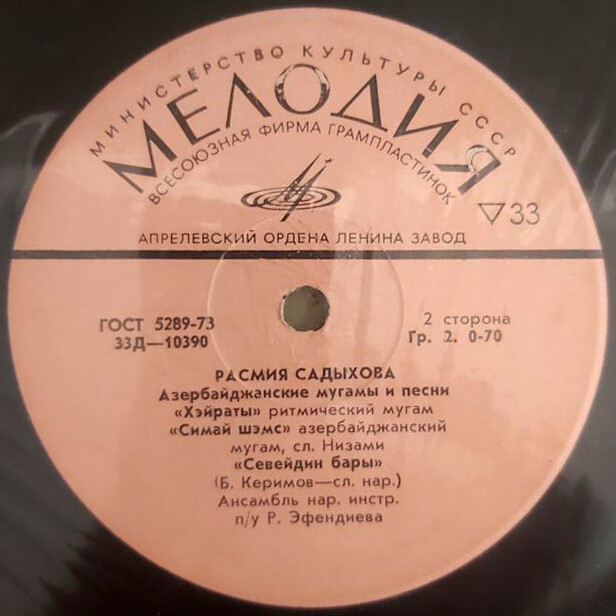 МИНИСТЕРСТВО КУЛЬТУРЫ СССР
МЕЛОДИЯ
ВСЕСОЮЗНАЯ ФИРМА ГРАМПЛАСТИНОК
33
АПРЕЛЕВСКИЙ ОРДЕНА ЛЕНИНА ЗАВОД
ГОСТ 5289-73
33Д—10390
2 сторона
Гр. 2. 0-70
РАСМИЯ САДЫХОВА
Азербайджанские мугамы и песни
«Хэйраты» ритмический мугам
«Симай шэмс» азербайджанский
мугам, сл. Низами
«Севейдин бары»
(Б. Керимов—сл. нар.)
Ансамбль нар. инстр.
п/у Р. Эфендиева